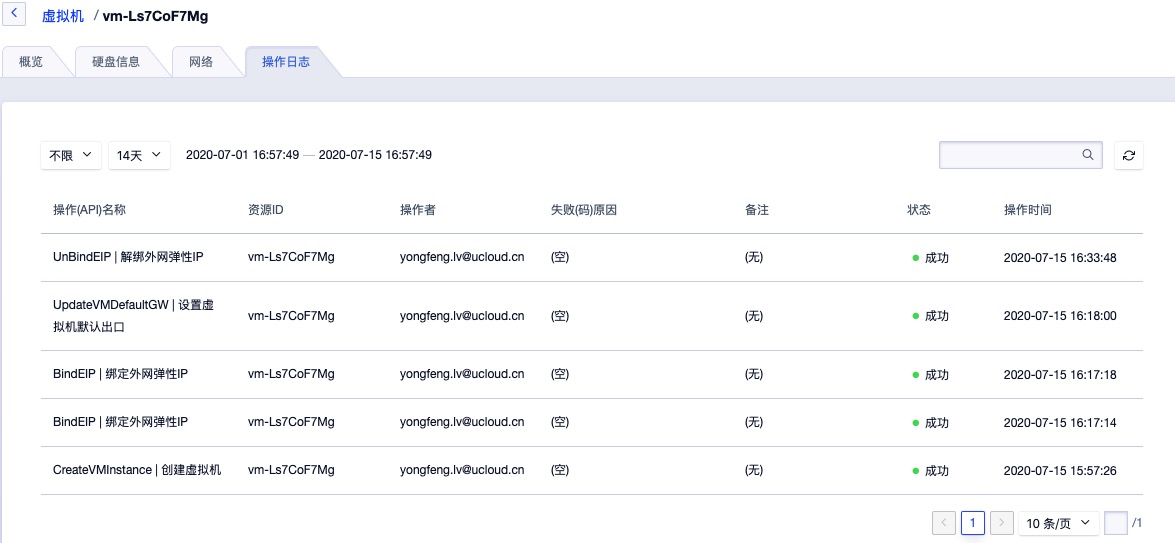 虚拟机 / vm-Ls7CoF7Mg
概览 硬盘信息 网络 操作日志
不限 14天 2020-07-01 16:57:49 — 2020-07-15 16:57:49
操作(API)名称 资源ID 操作者 失败(码)原因 备注 状态 操作时间
UnBindEIP | 解绑外网弹性IP vm-Ls7CoF7Mg yongfeng.lv@ucloud.cn (空) (无) 成功 2020-07-15 16:33:48
UpdateVMDefaultGW | 设置虚
拟机默认出口 vm-Ls7CoF7Mg yongfeng.lv@ucloud.cn (空) (无) 成功 2020-07-15 16:18:00
BindEIP | 绑定外网弹性IP vm-Ls7CoF7Mg yongfeng.lv@ucloud.cn (空) (无) 成功 2020-07-15 16:17:18
BindEIP | 绑定外网弹性IP vm-Ls7CoF7Mg yongfeng.lv@ucloud.cn (空) (无) 成功 2020-07-15 16:17:14
CreateVMInstance | 创建虚拟机 vm-Ls7CoF7Mg yongfeng.lv@ucloud.cn (空) (无) 成功 2020-07-15 15:57:26
1 10 条/页 /1